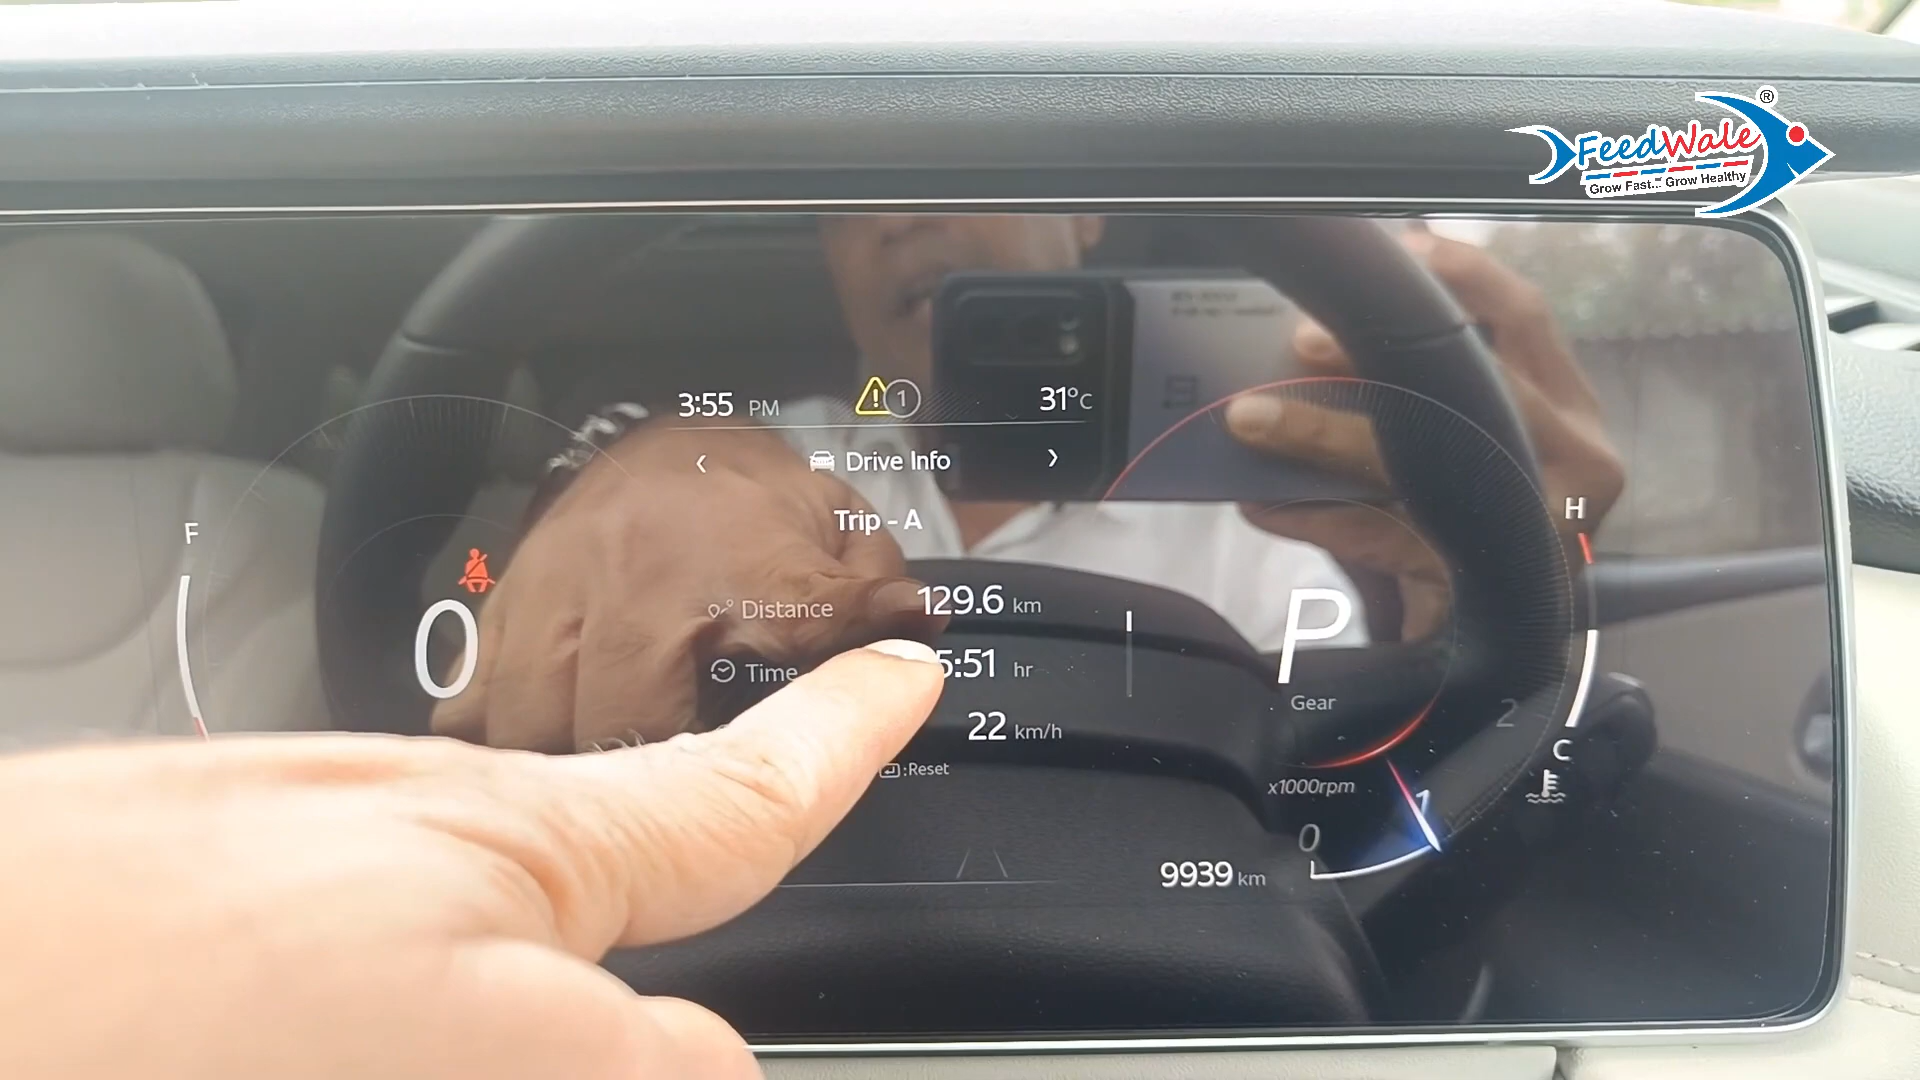 ®
FeedWale
Grow Fast... Grow Healthy
3:55 PM
1
31°C
‹ Drive Info ›
Trip - A
F
H
0
Distance 129.6 km
Time 5:51 hr
22 km/h
:Reset
P
Gear
2
C
x1000rpm
1
0
9939 km